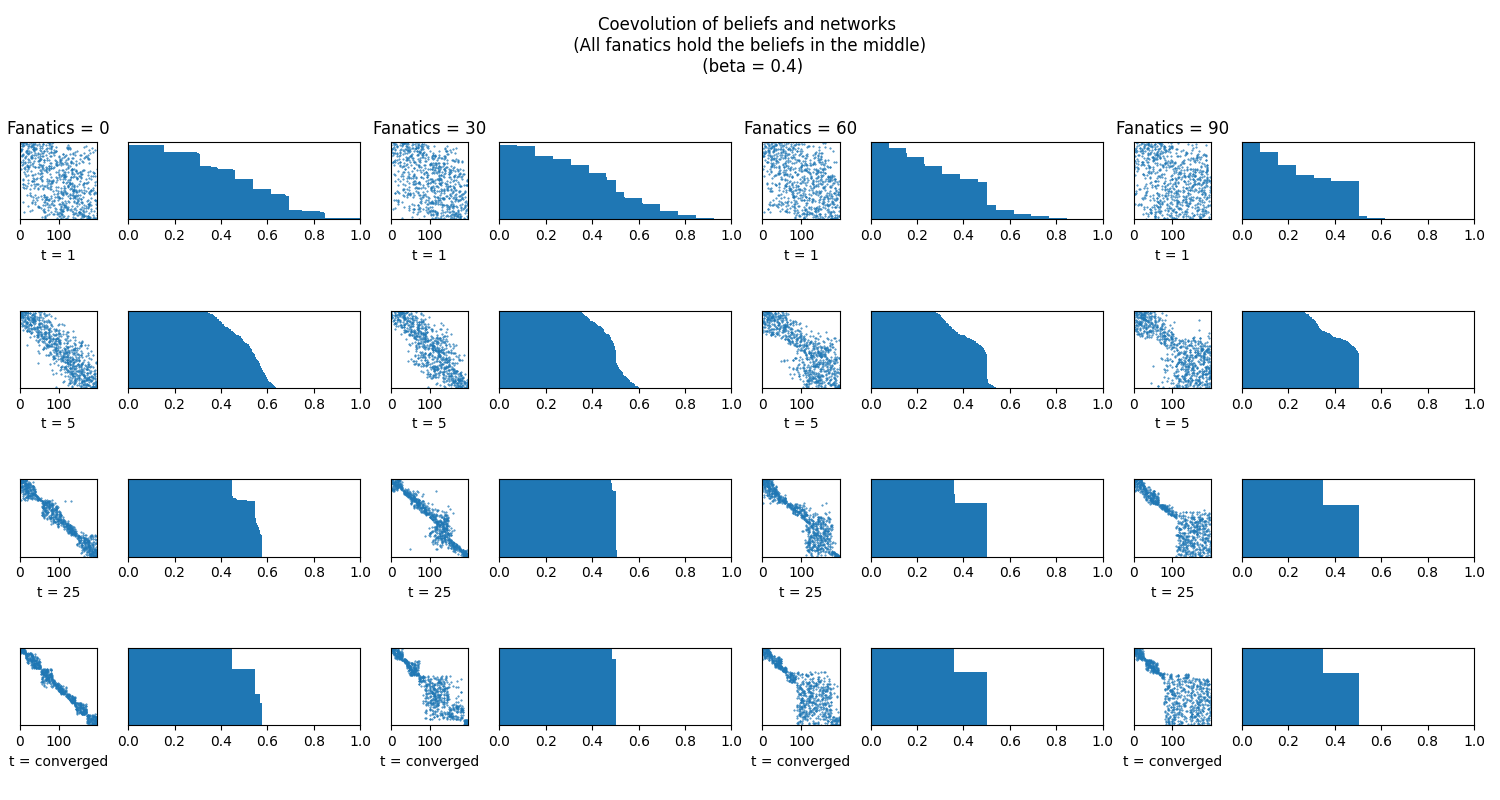 Coevolution of beliefs and networks
(All fanatics hold the beliefs in the middle)
(beta = 0.4)
Fanatics = 0 Fanatics = 30 Fanatics = 60 Fanatics = 90
0 100 0.0 0.2 0.4 0.6 0.8 1.0 0 100 0.0 0.2 0.4 0.6 0.8 1.0 0 100 0.0 0.2 0.4 0.6 0.8 1.0 0 100 0.0 0.2 0.4 0.6 0.8 1.0
t = 1 t = 1 t = 1 t = 1
0 100 0.0 0.2 0.4 0.6 0.8 1.0 0 100 0.0 0.2 0.4 0.6 0.8 1.0 0 100 0.0 0.2 0.4 0.6 0.8 1.0 0 100 0.0 0.2 0.4 0.6 0.8 1.0
t = 5 t = 5 t = 5 t = 5
0 100 0.0 0.2 0.4 0.6 0.8 1.0 0 100 0.0 0.2 0.4 0.6 0.8 1.0 0 100 0.0 0.2 0.4 0.6 0.8 1.0 0 100 0.0 0.2 0.4 0.6 0.8 1.0
t = 25 t = 25 t = 25 t = 25
0 100 0.0 0.2 0.4 0.6 0.8 1.0 0 100 0.0 0.2 0.4 0.6 0.8 1.0 0 100 0.0 0.2 0.4 0.6 0.8 1.0 0 100 0.0 0.2 0.4 0.6 0.8 1.0
t = converged t = converged t = converged t = converged